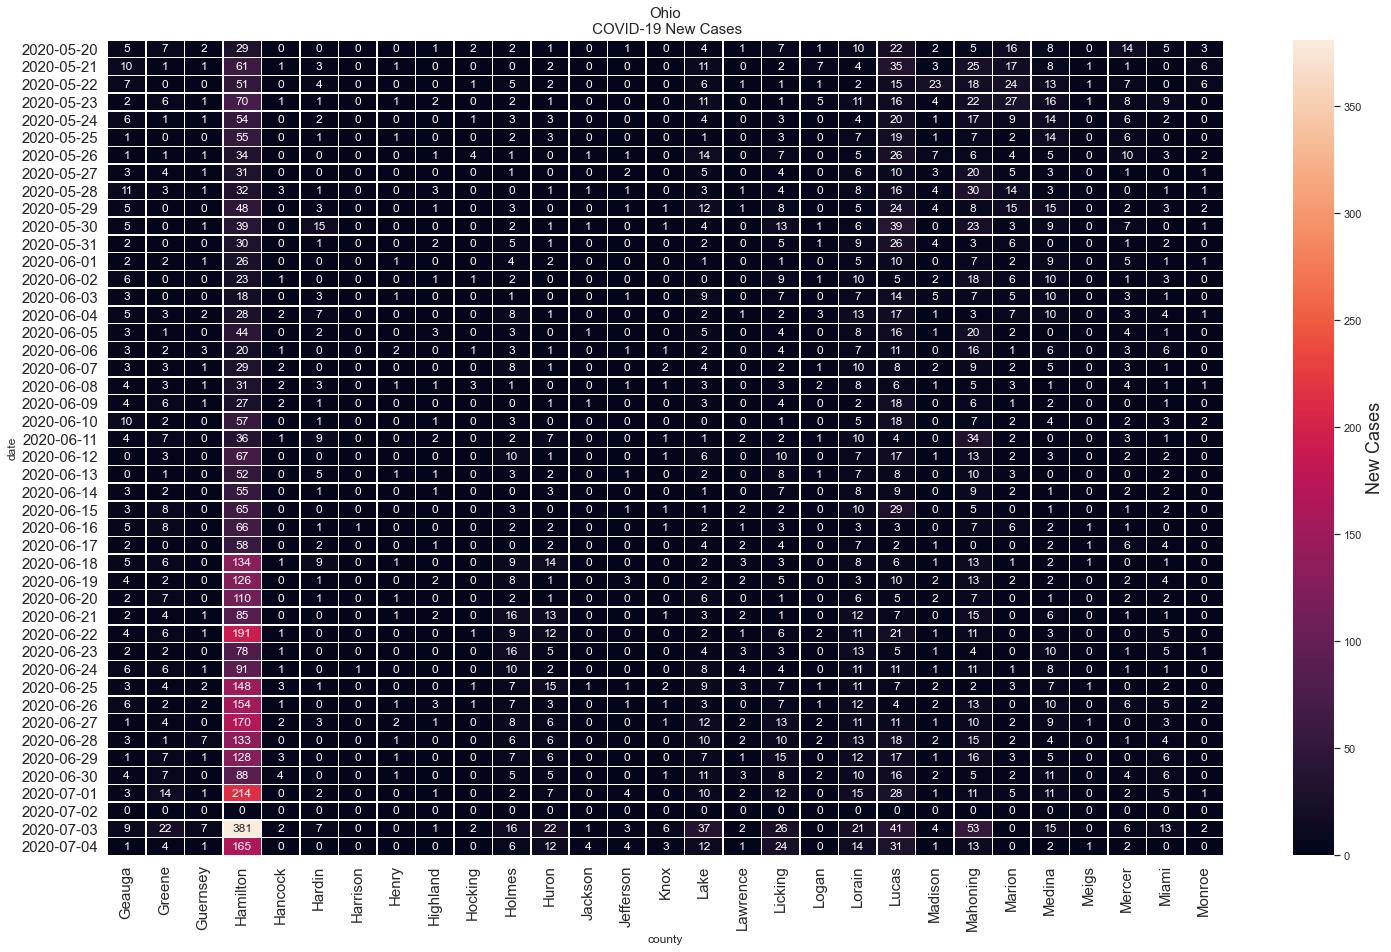 Ohio
COVID-19 New Cases
2020-05-20 5 7 2 29 0 0 0 0 1 2 2 1 0 1 0 4 1 7 1 10 22 2 5 16 8 0 14 5 3
2020-05-21 10 1 1 61 1 3 0 1 0 0 0 2 0 0 0 11 0 2 7 4 35 3 25 17 8 1 1 0 6
2020-05-22 7 0 0 51 0 4 0 0 0 1 5 2 0 0 0 6 1 1 1 2 15 23 18 24 13 1 7 0 6
2020-05-23 2 6 1 70 1 1 0 1 2 0 2 1 0 0 0 11 0 1 5 11 16 4 22 27 16 1 8 9 0
2020-05-24 6 1 1 54 0 2 0 0 0 1 3 3 0 0 0 4 0 3 0 4 20 1 17 9 14 0 6 2 0
2020-05-25 1 0 0 55 0 1 0 1 0 0 2 3 0 0 0 1 0 3 0 7 19 1 7 2 14 0 6 0 0
2020-05-26 1 1 1 34 0 0 0 0 1 4 1 0 1 1 0 14 0 7 0 5 26 7 6 4 5 0 10 3 2
2020-05-27 3 4 1 31 0 0 0 0 0 0 1 0 0 2 0 5 0 4 0 6 10 3 20 5 3 0 1 0 1
2020-05-28 11 3 1 32 3 1 0 0 3 0 0 1 1 1 0 3 1 4 0 8 16 4 30 14 3 0 0 1 1
2020-05-29 5 0 0 48 0 3 0 0 1 0 3 0 0 1 1 12 1 8 0 5 24 4 8 15 15 0 2 3 2
2020-05-30 5 0 1 39 0 15 0 0 0 0 0 2 1 0 1 4 0 13 1 6 39 0 23 3 9 0 7 0 1
2020-05-31 2 0 0 30 0 1 0 0 2 0 5 1 0 0 0 2 0 5 1 9 26 4 3 6 0 0 1 2 0
2020-06-01 2 2 1 26 0 0 0 1 0 0 4 2 0 0 0 1 0 1 0 5 10 0 7 2 9 0 5 1 1
2020-06-02 6 0 0 23 1 0 0 0 1 1 2 0 0 0 0 0 0 9 1 10 5 2 18 6 10 0 1 3 0
2020-06-03 3 0 0 18 0 3 0 1 0 0 1 0 0 1 0 9 0 7 0 7 14 5 7 5 10 0 3 1 0
2020-06-04 5 3 2 28 2 7 0 0 0 0 8 1 0 0 0 2 1 2 3 13 17 1 3 7 10 0 3 4 1
2020-06-05 3 1 0 44 0 2 0 0 3 0 3 0 1 0 0 5 0 4 0 8 16 1 20 2 0 0 4 1 0
2020-06-06 3 2 3 20 1 0 0 2 0 1 3 1 0 1 1 2 0 4 0 7 11 0 16 1 6 0 3 6 0
2020-06-07 3 3 1 29 2 0 0 0 0 0 8 1 0 0 2 4 0 2 1 10 8 2 9 2 5 0 3 1 0
2020-06-08 4 3 1 31 2 3 0 1 1 3 1 0 0 1 1 3 0 3 2 8 6 1 5 3 1 0 4 1 1
2020-06-09 4 6 1 27 2 1 0 0 0 0 0 1 1 0 0 3 0 4 0 2 18 0 6 1 2 0 0 1 0
2020-06-10 10 2 0 57 0 1 0 0 1 0 3 0 0 0 0 0 0 1 0 5 18 0 7 2 4 0 2 3 2
2020-06-11 4 7 0 36 1 9 0 0 2 0 2 7 0 0 1 0 2 2 1 10 4 0 34 2 0 0 3 1 0
2020-06-12 0 3 0 67 0 0 0 0 0 0 10 1 0 0 1 6 0 10 0 7 17 1 13 2 3 0 2 2 0
2020-06-13 0 1 0 52 0 5 0 1 1 0 3 2 0 1 0 2 0 8 1 7 8 0 10 3 0 0 0 2 0
2020-06-14 3 2 0 55 0 1 0 0 1 0 0 3 0 0 0 1 0 7 0 8 9 0 9 2 1 0 2 2 0
2020-06-15 3 8 0 65 0 0 0 0 0 0 3 0 0 1 1 1 2 2 0 10 29 0 5 0 1 0 1 2 0
2020-06-16 5 8 0 66 0 1 1 0 0 0 2 2 0 0 0 2 1 3 0 3 3 0 7 6 2 1 1 0 0
2020-06-17 2 0 0 58 0 2 0 0 1 0 0 2 0 0 0 4 2 4 0 7 2 1 0 0 2 1 6 4 0
2020-06-18 5 6 0 134 1 9 0 1 0 0 9 14 0 0 0 2 3 3 0 8 6 1 13 1 2 1 0 1 0
2020-06-19 4 2 0 126 0 1 0 0 2 0 8 1 0 3 0 2 2 5 0 3 10 2 13 2 2 0 2 4 0
2020-06-20 2 7 0 110 0 1 0 1 0 0 2 1 0 0 0 6 0 1 0 6 5 2 7 0 1 0 2 2 0
2020-06-21 2 4 1 85 0 0 0 1 2 0 16 13 0 0 1 3 2 1 0 12 7 0 15 0 6 0 1 1 0
2020-06-22 4 6 1 191 1 0 0 0 0 1 9 12 0 0 0 2 1 6 2 11 21 1 11 0 3 0 0 5 0
2020-06-23 2 2 0 78 1 0 0 0 0 0 16 5 0 0 0 4 3 3 0 13 5 1 4 0 10 0 1 5 1
2020-06-24 6 6 1 91 1 0 1 0 0 0 10 2 0 0 0 8 4 4 0 11 11 1 11 1 8 0 1 1 0
2020-06-25 3 4 2 148 3 1 0 0 0 1 7 15 1 1 2 9 3 7 1 11 7 2 2 3 7 1 0 2 0
2020-06-26 6 2 2 154 1 0 0 1 3 1 7 3 0 1 1 3 0 7 1 12 4 2 13 0 10 0 6 5 2
2020-06-27 1 4 0 170 2 3 0 2 1 0 8 6 0 0 1 12 2 13 2 11 11 1 10 2 9 1 0 3 0
2020-06-28 3 1 7 133 0 0 0 1 0 0 6 6 0 0 0 10 2 10 2 13 18 2 15 2 4 0 1 4 0
2020-06-29 1 7 1 128 3 0 0 0 0 0 7 6 0 0 0 7 1 15 0 12 17 1 16 3 5 0 0 6 0
2020-06-30 4 7 0 88 4 0 0 1 0 0 5 5 0 0 1 11 3 8 2 10 16 2 5 2 11 0 4 6 0
2020-07-01 3 14 1 214 0 2 0 0 1 0 2 7 0 4 0 10 2 12 0 15 28 1 11 5 11 0 2 5 1
2020-07-02 0 0 0 0 0 0 0 0 0 0 0 0 0 0 0 0 0 0 0 0 0 0 0 0 0 0 0 0 0
2020-07-03 9 22 7 381 2 7 0 0 1 2 16 22 1 3 6 37 2 26 0 21 41 4 53 0 15 0 6 13 2
2020-07-04 1 4 1 165 0 0 0 0 0 0 6 12 4 4 3 12 1 24 0 14 31 1 13 0 2 1 2 0 0
Geauga Greene Guernsey Hamilton Hancock Hardin Harrison Henry Highland Hocking Holmes Huron Jackson Jefferson Knox Lake Lawrence Licking Logan Lorain Lucas Madison Mahoning Marion Medina Meigs Mercer Miami Monroe
county
date
350
300
250
200
150
100
50
0
New Cases